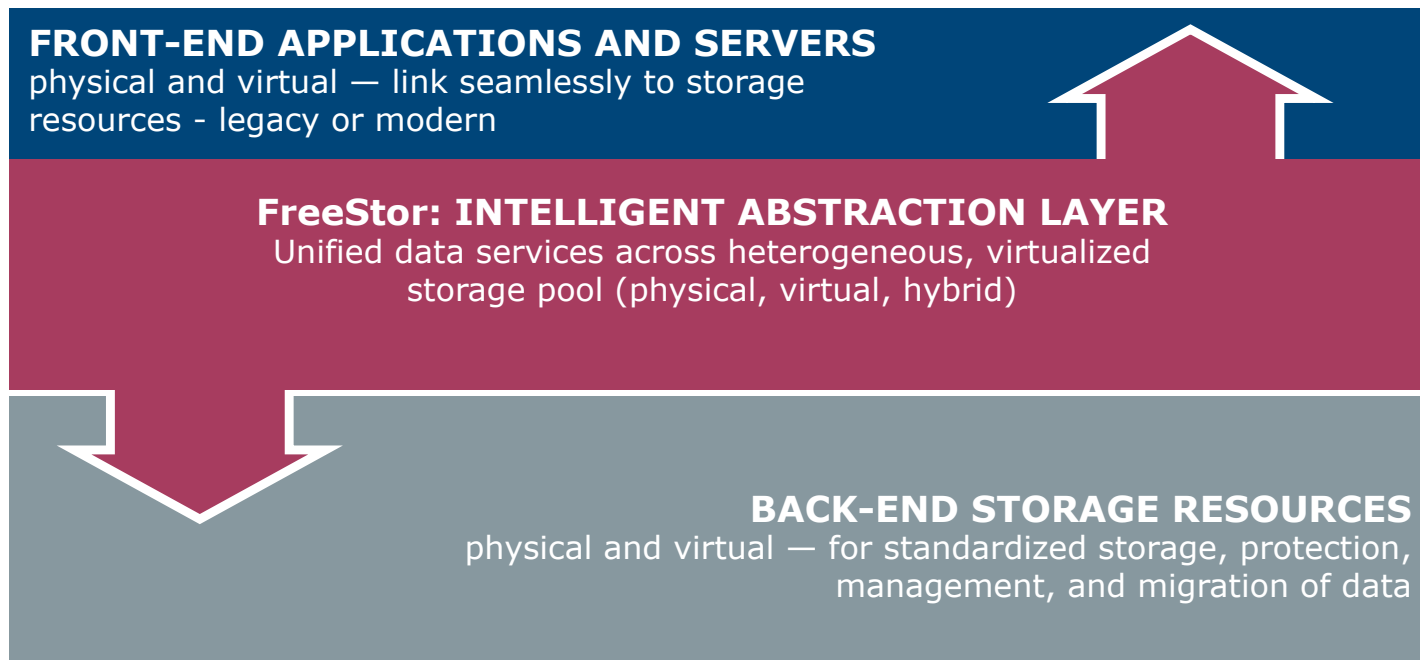 FRONT-END APPLICATIONS AND SERVERS
physical and virtual — link seamlessly to storage
resources - legacy or modern
FreeStor: INTELLIGENT ABSTRACTION LAYER
Unified data services across heterogeneous, virtualized
storage pool (physical, virtual, hybrid)
BACK-END STORAGE RESOURCES
physical and virtual — for standardized storage, protection,
management, and migration of data